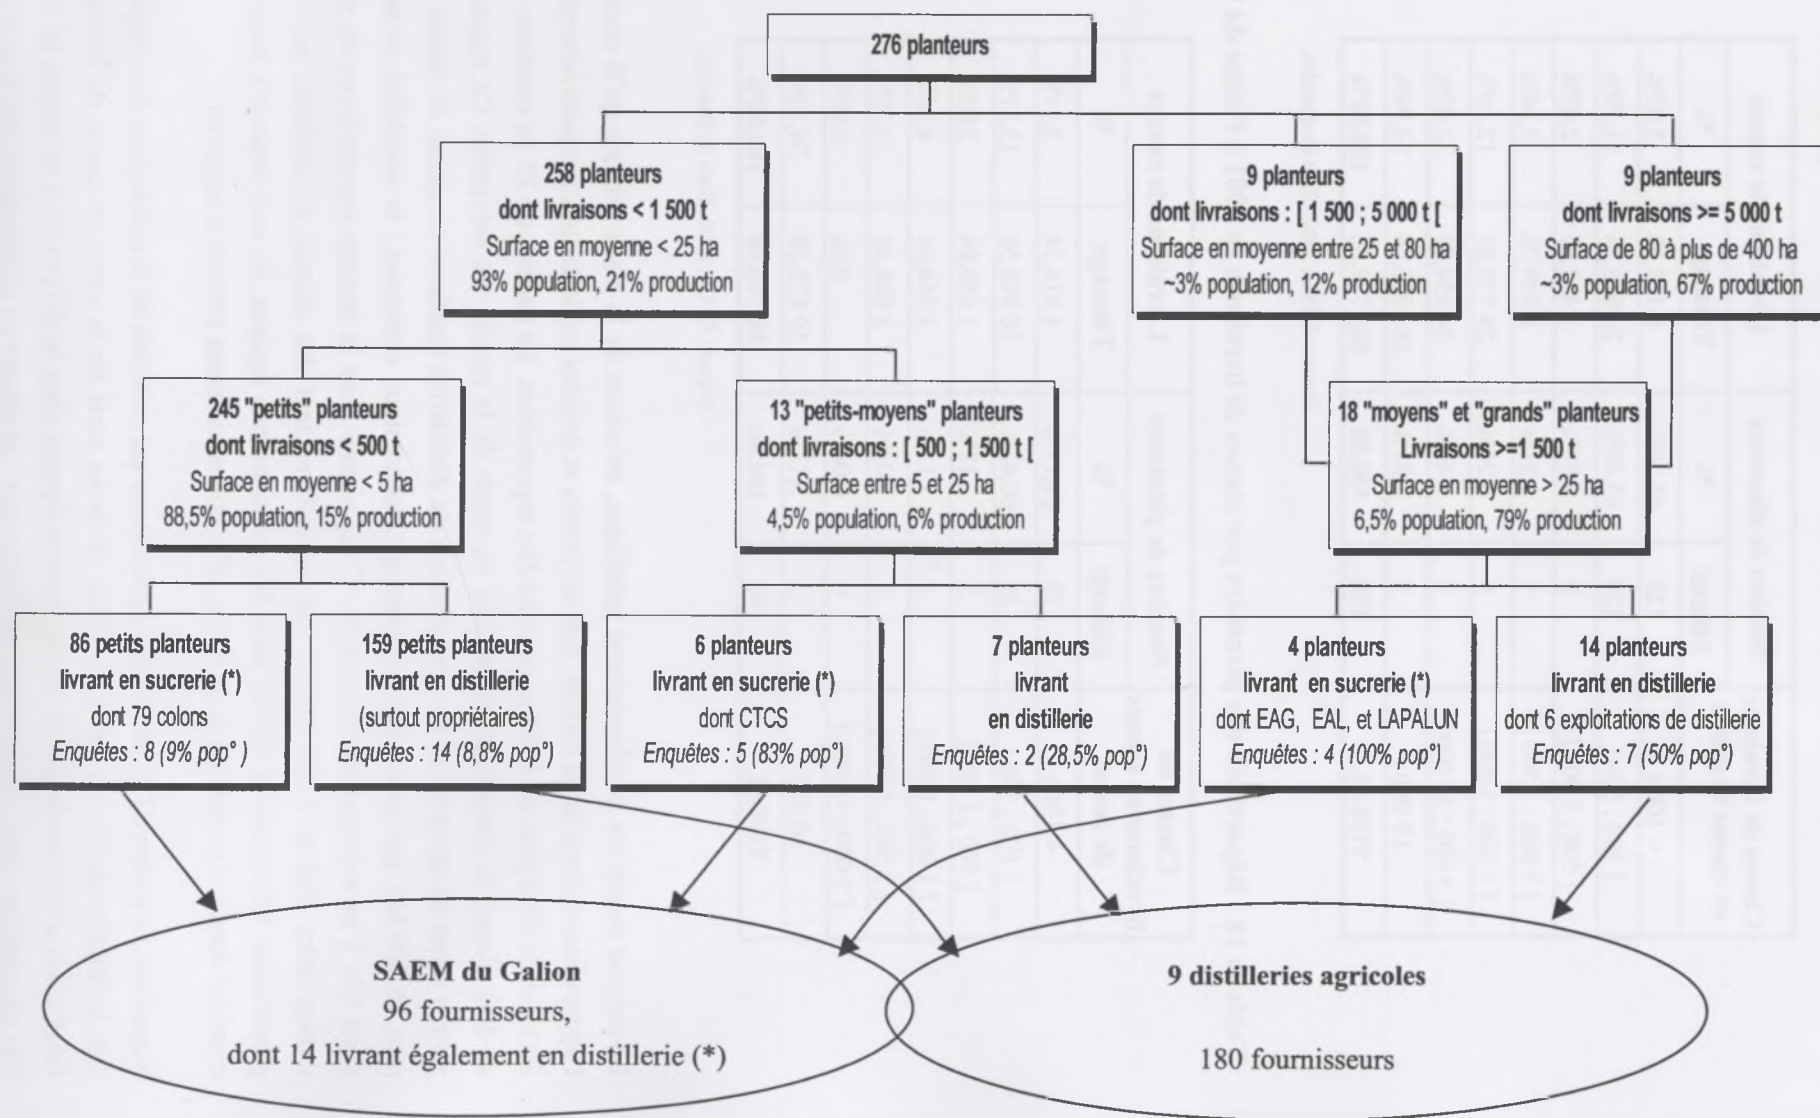 276 planteurs
258 planteurs
dont livraisons < 1 500 t
Surface en moyenne < 25 ha
93% population, 21% production
9 planteurs
dont livraisons : [ 1 500 ; 5 000 t [
Surface en moyenne entre 25 et 80 ha
~3% population, 12% production
9 planteurs
dont livraisons >= 5 000 t
Surface de 80 à plus de 400 ha
~3% population, 67% production
245 "petits" planteurs
dont livraisons < 500 t
Surface en moyenne < 5 ha
88,5% population, 15% production
13 "petits-moyens" planteurs
dont livraisons : [ 500 ; 1 500 t [
Surface entre 5 et 25 ha
4,5% population, 6% production
18 "moyens" et "grands" planteurs
Livraisons >=1 500 t
Surface en moyenne > 25 ha
6,5% population, 79% production
86 petits planteurs
livrant en sucrerie (*)
dont 79 colons
Enquêtes : 8 (9% pop° )
159 petits planteurs
livrant en distillerie
(surtout propriétaires)
Enquêtes : 14 (8,8% pop°)
6 planteurs
livrant en sucrerie (*)
dont CTCS
Enquêtes : 5 (83% pop°)
7 planteurs
livrant
en distillerie
Enquêtes : 2 (28,5% pop°)
4 planteurs
livrant en sucrerie (*)
dont EAG, EAL, et LAPALUN
Enquêtes : 4 (100% pop°)
14 planteurs
livrant en distillerie
dont 6 exploitations de distillerie
Enquêtes : 7 (50% pop°)
SAEM du Galion
96 fournisseurs,
dont 14 livrant également en distillerie (*)
9 distilleries agricoles
180 fournisseurs